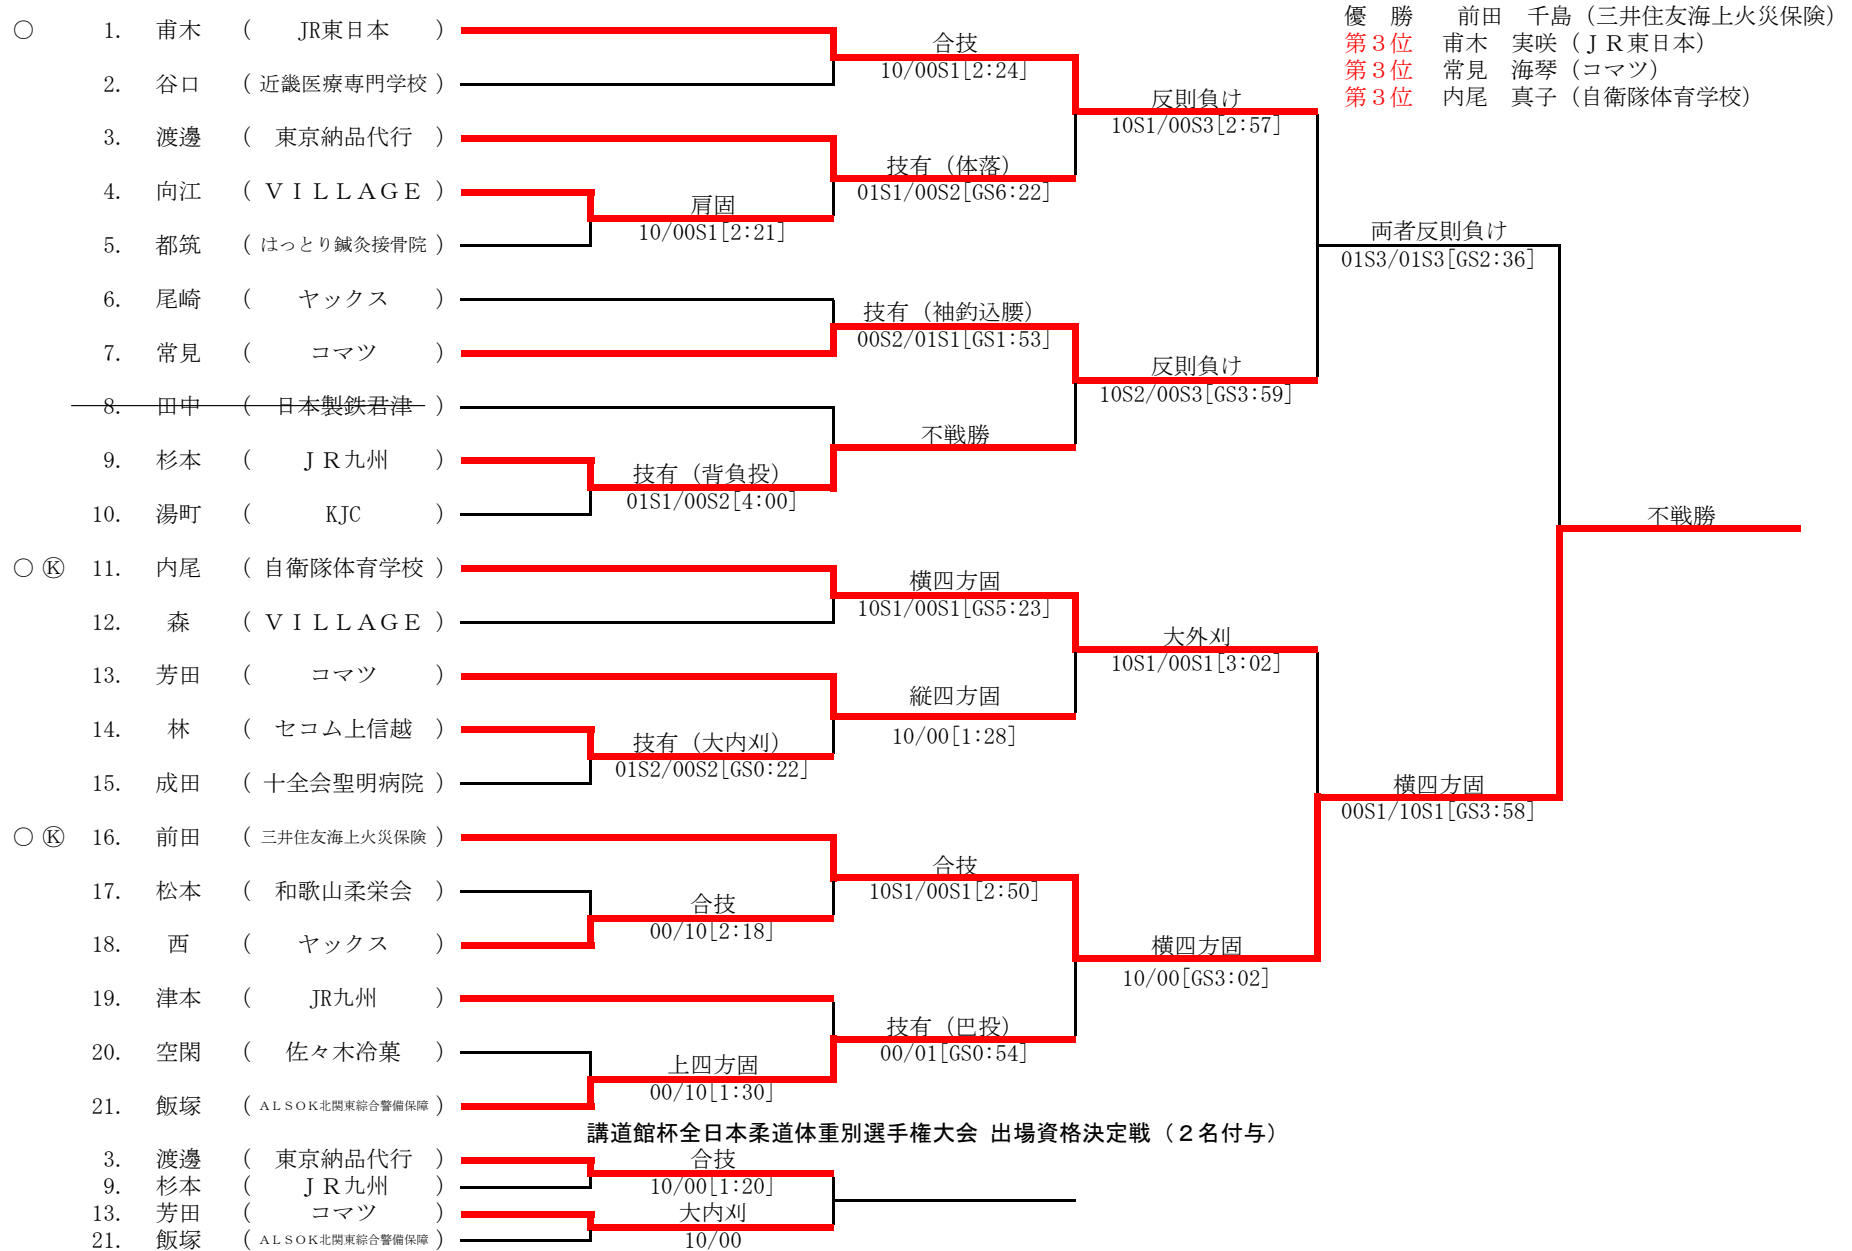 優　勝　　前田　千島（三井住友海上火災保険）
第３位　甫木　実咲（ＪＲ東日本）
第３位　常見　海琴（コマツ）
第３位　内尾　真子（自衛隊体育学校）
○ 1. 甫木 （ JR東日本 ）
2. 谷口 （ 近畿医療専門学校 ）
3. 渡邊 （ 東京納品代行 ）
4. 向江 （ ＶＩＬＬＡＧＥ ）
5. 都筑 （ はっとり鍼灸接骨院 ）
6. 尾崎 （ ヤックス ）
7. 常見 （ コマツ ）
8. 田中 （ 日本製鉄君津 ）
9. 杉本 （ ＪＲ九州 ）
10. 湯町 （ KJC ）
○ Ⓚ 11. 内尾 （ 自衛隊体育学校 ）
12. 森 （ ＶＩＬＬＡＧＥ ）
13. 芳田 （ コマツ ）
14. 林 （ セコム上信越 ）
15. 成田 （ 十全会聖明病院 ）
○ Ⓚ 16. 前田 （ 三井住友海上火災保険 ）
17. 松本 （ 和歌山柔栄会 ）
18. 西 （ ヤックス ）
19. 津本 （ JR九州 ）
20. 空閑 （ 佐々木冷菓 ）
21. 飯塚 （ ＡＬＳＯＫ北関東綜合警備保障 ）
肩固
10/00S1[2:21]
技有（背負投）
01S1/00S2[4:00]
技有（大内刈）
01S2/00S2[GS0:22]
合技
00/10[2:18]
上四方固
00/10[1:30]
合技
10/00S1[2:24]
技有（体落）
01S1/00S2[GS6:22]
技有（袖釣込腰）
00S2/01S1[GS1:53]
不戦勝
横四方固
10S1/00S1[GS5:23]
縦四方固
10/00[1:28]
合技
10S1/00S1[2:50]
技有（巴投）
00/01[GS0:54]
反則負け
10S1/00S3[2:57]
反則負け
10S2/00S3[GS3:59]
大外刈
10S1/00S1[3:02]
横四方固
10/00[GS3:02]
両者反則負け
01S3/01S3[GS2:36]
横四方固
00S1/10S1[GS3:58]
不戦勝
講道館杯全日本柔道体重別選手権大会 出場資格決定戦（２名付与）
3. 渡邊 （ 東京納品代行 ）
9. 杉本 （ ＪＲ九州 ）
13. 芳田 （ コマツ ）
21. 飯塚 （ ＡＬＳＯＫ北関東綜合警備保障 ）
合技
10/00[1:20]
大内刈
10/00